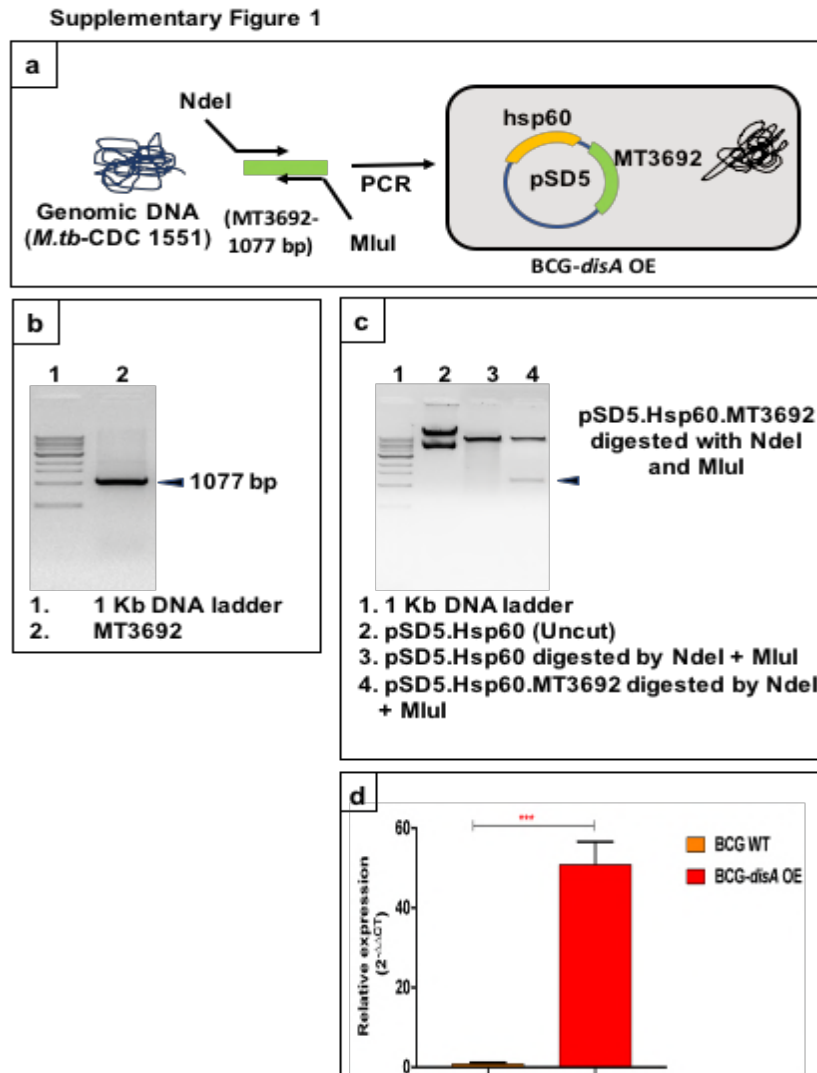 Supplementary Figure 1
a
NdeI
Genomic DNA
(M.tb-CDC 1551)
(MT3692-
1077 bp)
MluI
PCR
hsp60
pSD5
MT3692
BCG-disA OE
b
1 2
1077 bp
1. 1 Kb DNA ladder
2. MT3692
c
1 2 3 4
pSD5.Hsp60.MT3692
digested with NdeI
and MluI
1. 1 Kb DNA ladder
2. pSD5.Hsp60 (Uncut)
3. pSD5.Hsp60 digested by NdeI + MluI
4. pSD5.Hsp60.MT3692 digested by NdeI
+ MluI
d
Relative expression
(2-ΔΔCT)
60
40
20
0
***
BCG WT
BCG-disA OE